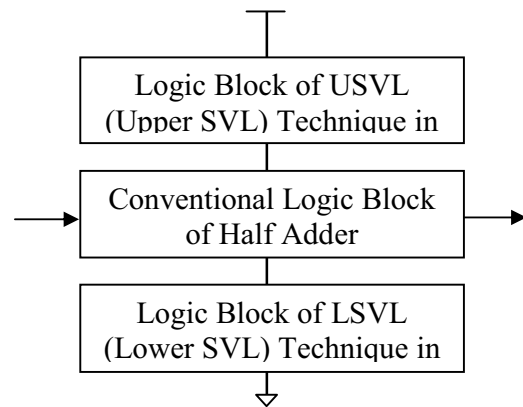 Logic Block of USVL
(Upper SVL) Technique in
Conventional Logic Block
of Half Adder
Logic Block of LSVL
(Lower SVL) Technique in